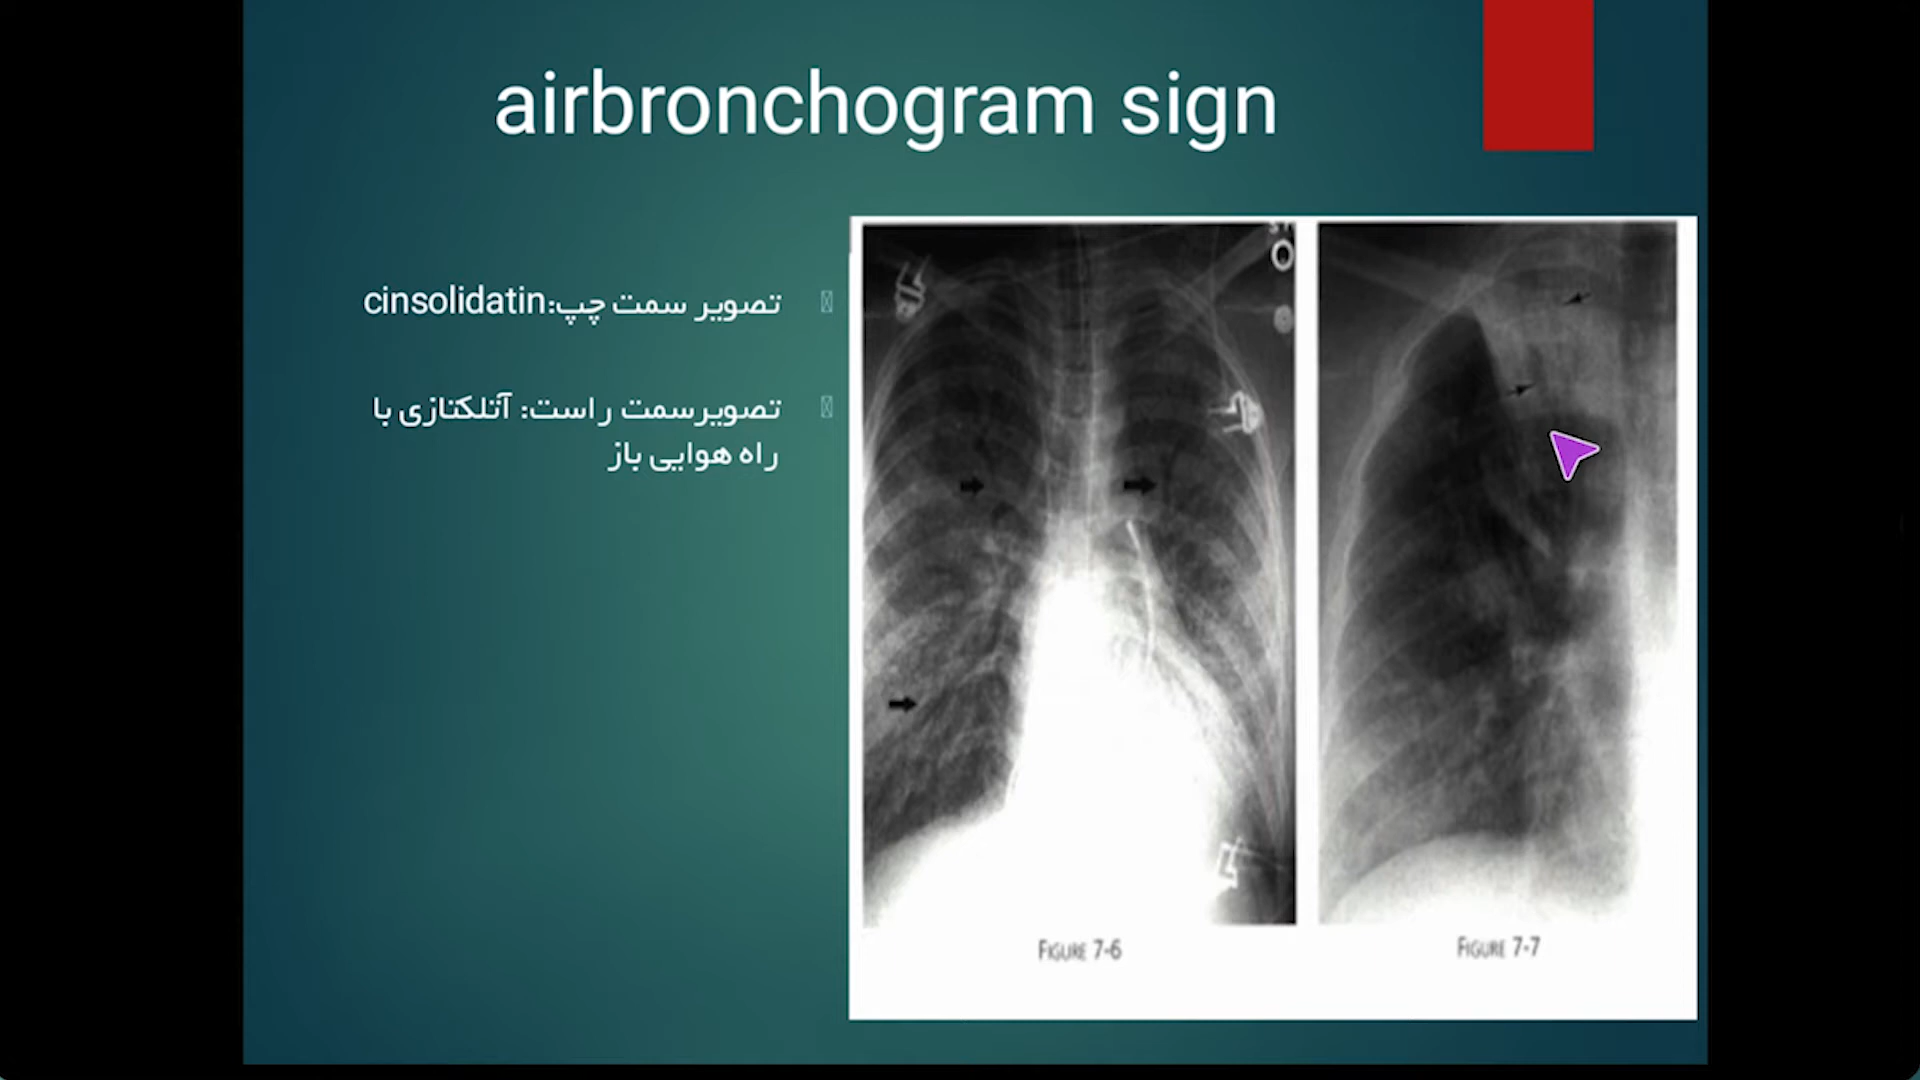 airbronchogram sign
تصویر سمت چپ:cinsolidatin
تصویرسمت راست: آتلکتازی با
راه هوایی باز
FIGURE 7-6
FIGURE 7-7